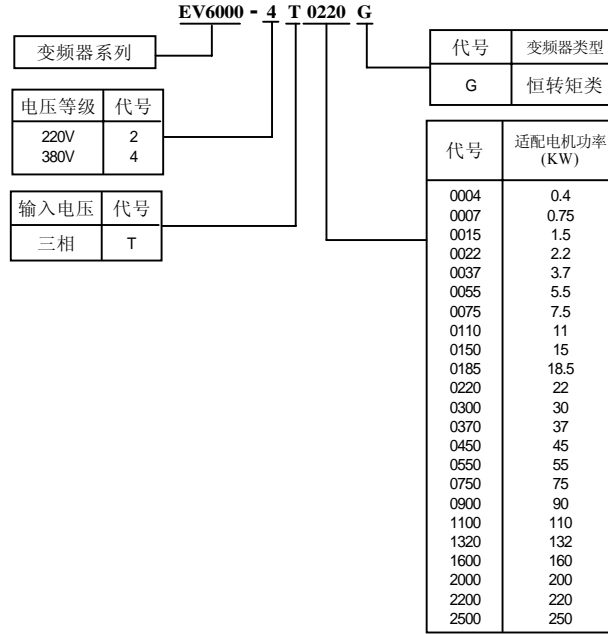 EV6000 - 4 T 0220 G
变频器系列
电压等级 代号
220V 2
380V 4
输入电压 代号
三相 T
代号 变频器类型
G 恒转矩类
代号 适配电机功率
(KW)
0004 0.4
0007 0.75
0015 1.5
0022 2.2
0037 3.7
0055 5.5
0075 7.5
0110 11
0150 15
0185 18.5
0220 22
0300 30
0370 37
0450 45
0550 55
0750 75
0900 90
1100 110
1320 132
1600 160
2000 200
2200 220
2500 250